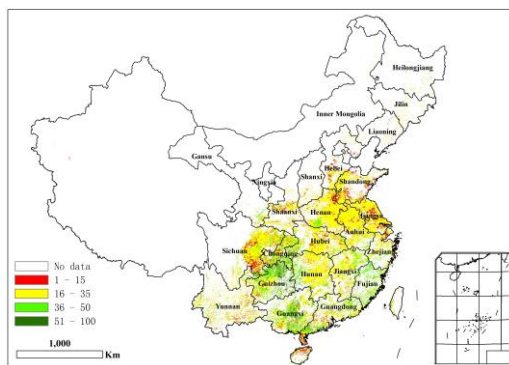 Heilongjiang
Jilin
Inner Mongolia
Liaoning
Gansu
Hebei
Ningxia
Shanxi
Shandong
Shannxi
Henan
Jiangsu
Anhui
Hubei
Sichuan
Chongqing
Zhejiang
Hunan
Jiangxi
Guizhou
Fujian
Yunnan
Guangxi
Guangdong
No data
1 - 15
16 - 35
36 - 50
51 - 100
1,000
Km